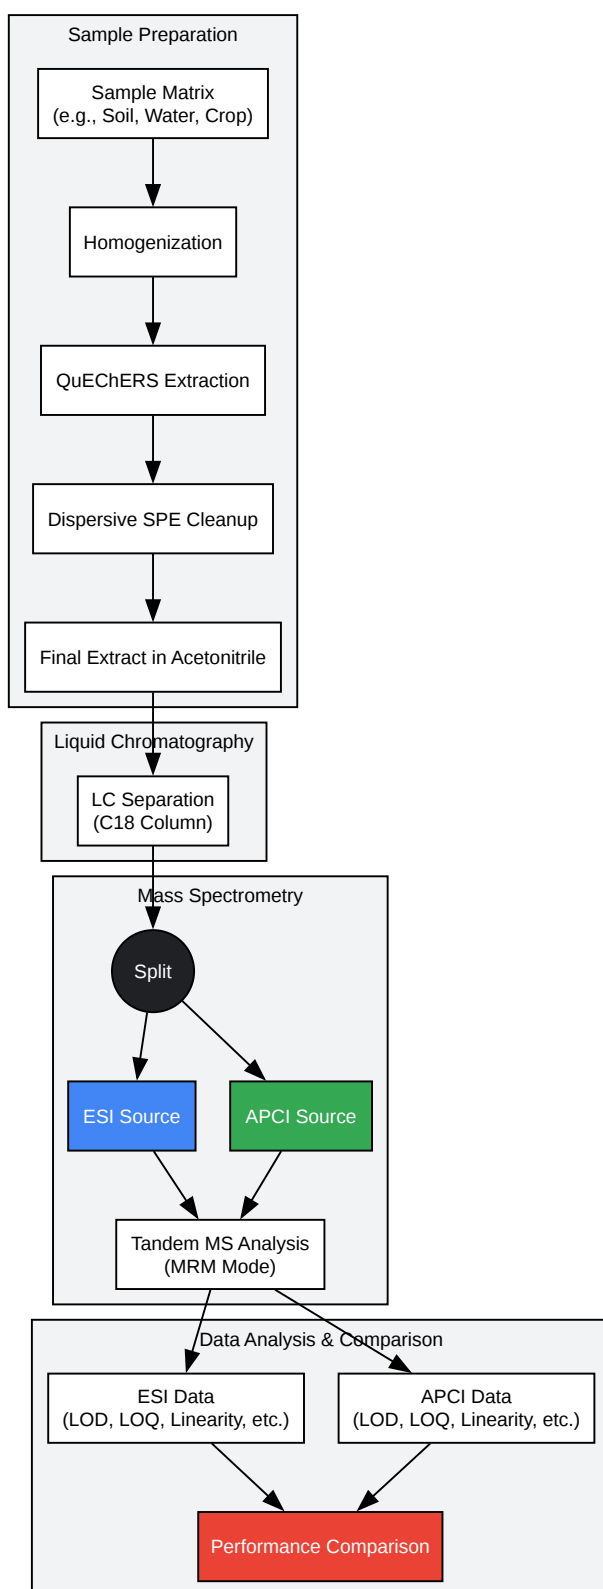 Sample Preparation
Sample Matrix
(e.g., Soil, Water, Crop)
Homogenization
QuEChERS Extraction
Dispersive SPE Cleanup
Final Extract in Acetonitrile
Liquid Chromatography
LC Separation
(C18 Column)
Mass Spectrometry
Split
ESI Source
APCI Source
Tandem MS Analysis
(MRM Mode)
Data Analysis & Comparison
ESI Data
(LOD, LOQ, Linearity, etc.)
APCI Data
(LOD, LOQ, Linearity, etc.)
Performance Comparison